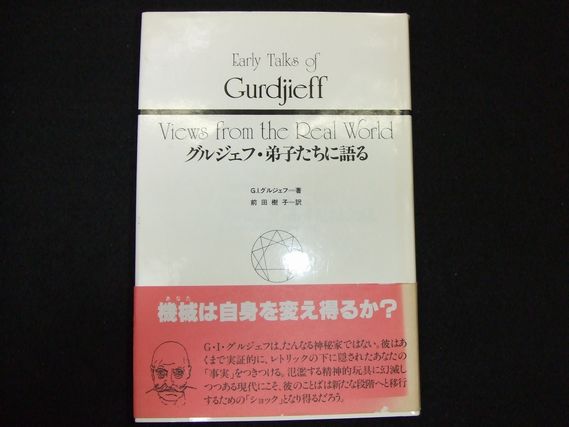 Early Talks of
Gurdjieff
Views from the Real World
グルジェフ・弟子たちに語る
G.I.グルジェフ―著
前田樹子―訳
あなた
機械は自身を変え得るか?
G・I・グルジェフは、たんなる神秘家ではない。彼はあ
くまで実証的に、レトリックの下に隠されたあなたの
「事実」をつきつける。氾濫する精神的玩具に幻滅し
つつある現代にこそ、彼のことばは新たな段階へと移行
するための「ショック」となり得るだろう。